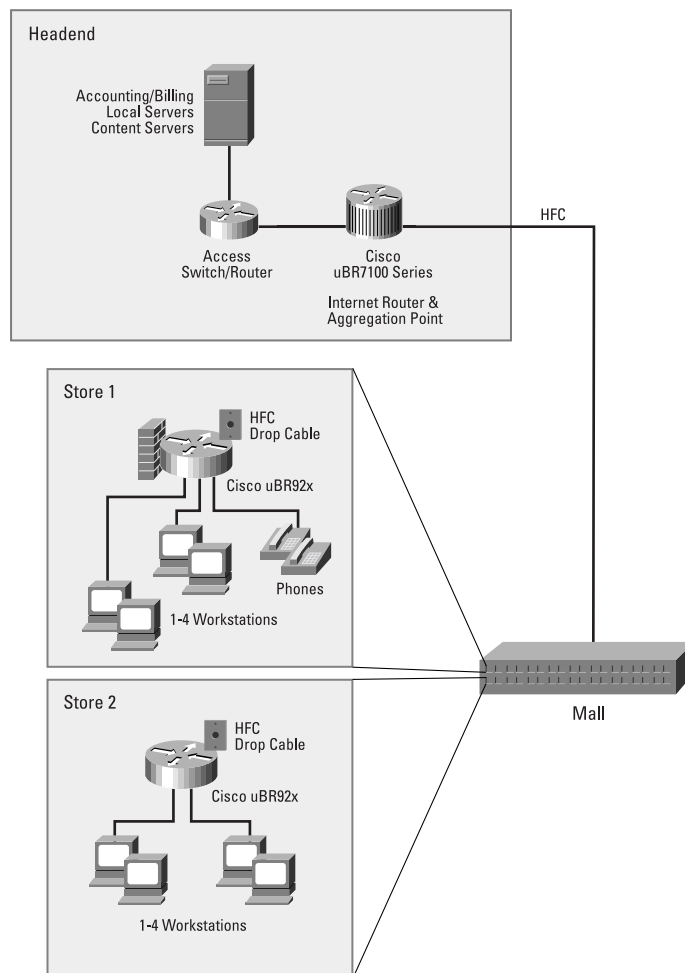 Headend
Accounting/Billing
Local Servers
Content Servers
Access
Switch/Router
Cisco
uBR7100 Series
Internet Router &
Aggregation Point
HFC
Store 1
HFC
Drop Cable
Cisco uBR92x
Phones
1-4 Workstations
Mall
Store 2
HFC
Drop Cable
Cisco uBR92x
1-4 Workstations